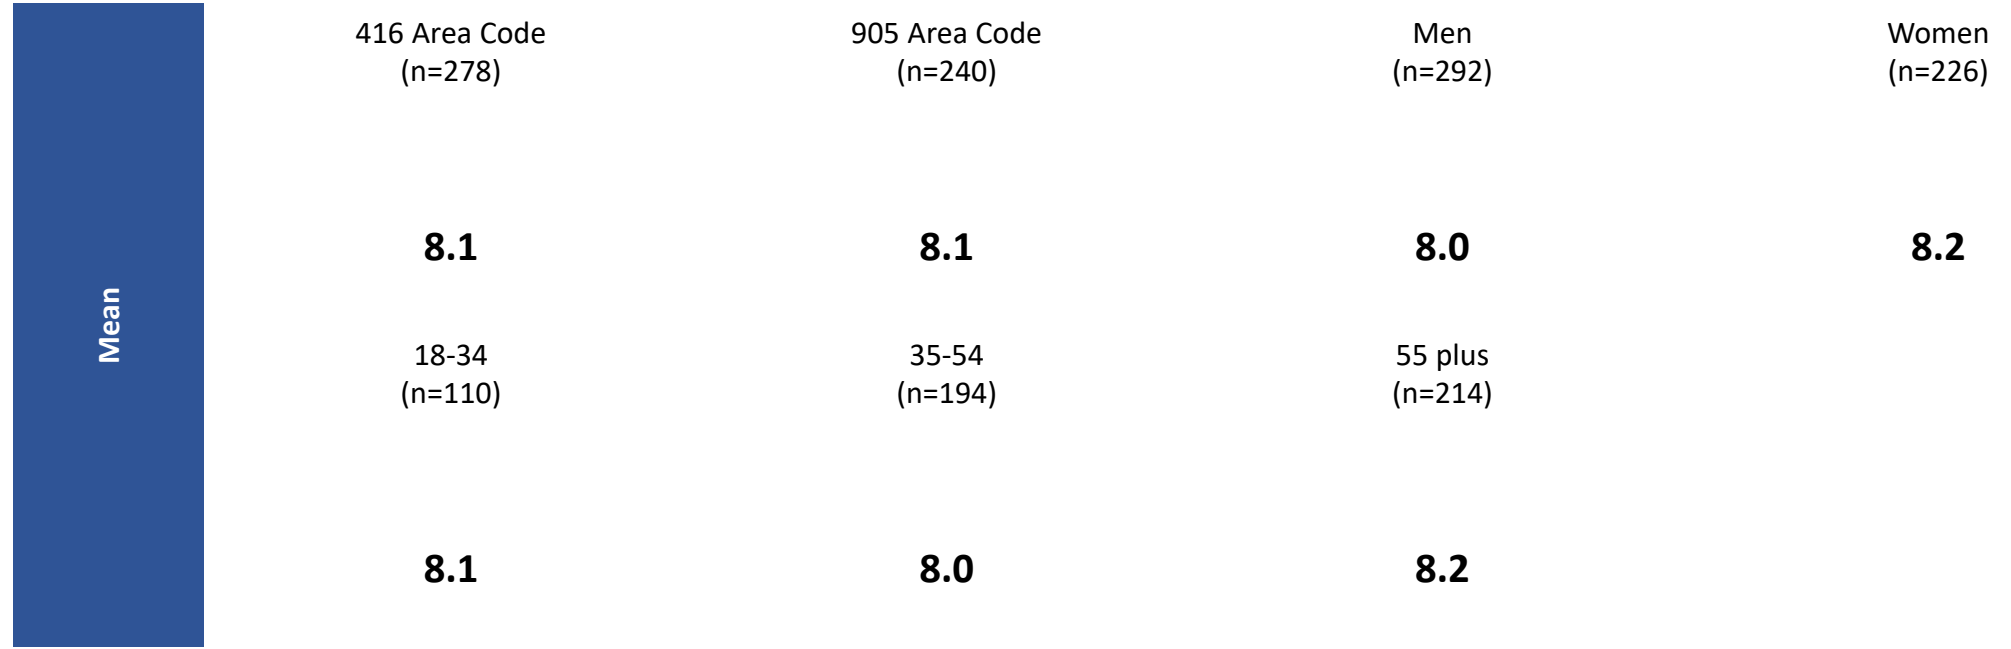 Mean
416 Area Code
(n=278)
905 Area Code
(n=240)
Men
(n=292)
Women
(n=226)
8.1
8.1
8.0
8.2
18-34
(n=110)
35-54
(n=194)
55 plus
(n=214)
8.1
8.0
8.2